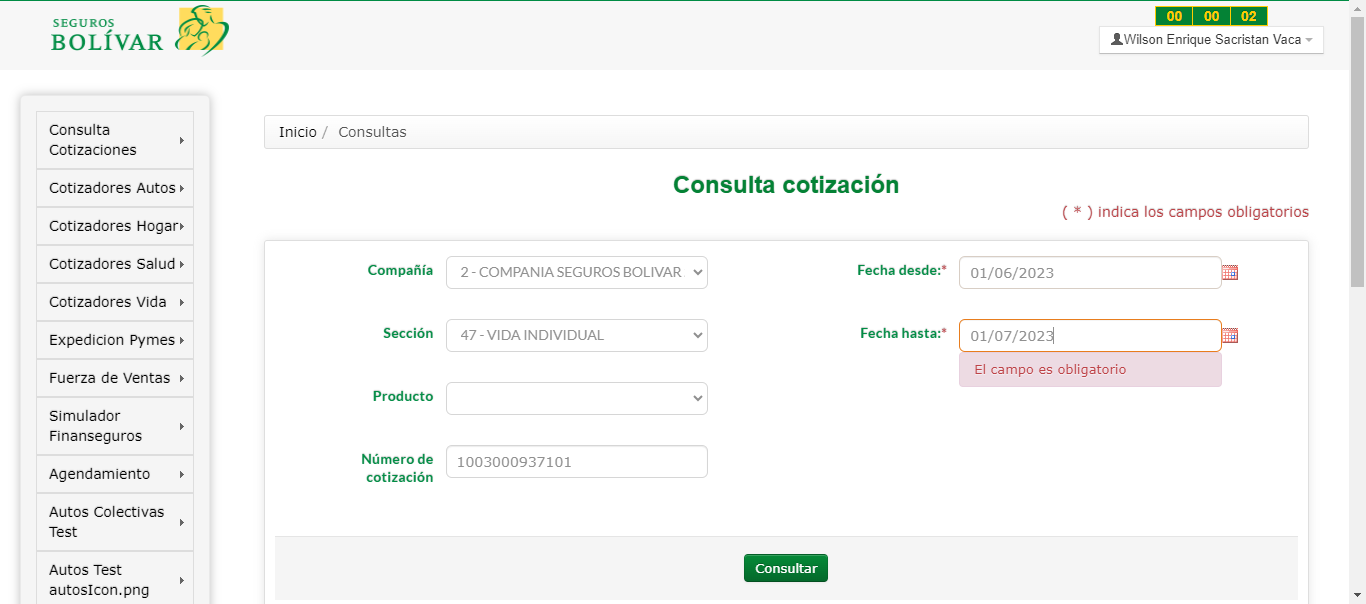 SEGUROS
BOLÍVAR
00 00 02
Wilson Enrique Sacristan Vaca
Consulta
Cotizaciones
Cotizadores Autos
Cotizadores Hogar
Cotizadores Salud
Cotizadores Vida
Expedicion Pymes
Fuerza de Ventas
Simulador
Finanseguros
Agendamiento
Autos Colectivas
Test
Autos Test
autosIcon.png
Inicio / Consultas
Consulta cotización
( * ) indica los campos obligatorios
Compañía 2 - COMPANIA SEGUROS BOLIVAR
Fecha desde:* 01/06/2023
Sección 47 - VIDA INDIVIDUAL
Fecha hasta:* 01/07/2023
El campo es obligatorio
Producto
Número de
cotización
1003000937101
Consultar